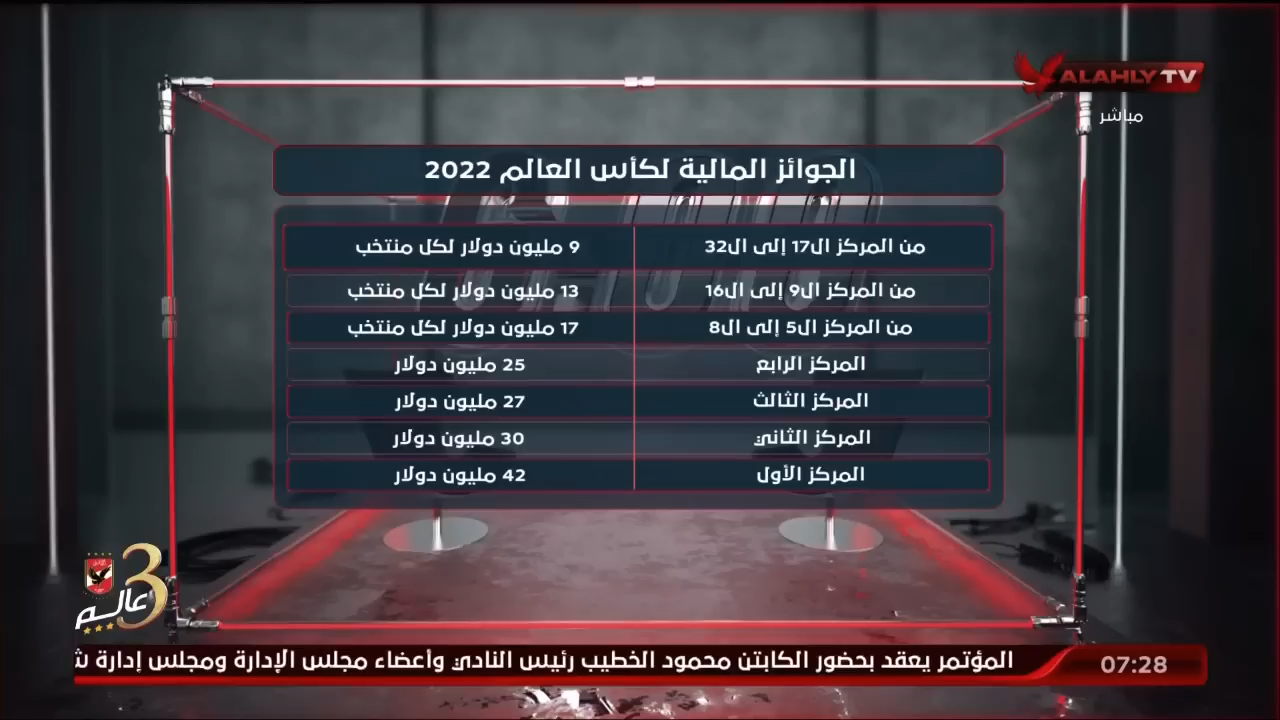 ALAHLY TV
مباشر
الجوائز المالية لكأس العالم 2022
من المركز ال17 إلى ال32 9 مليون دولار لكل منتخب
من المركز ال9 إلى ال16 13 مليون دولار لكل منتخب
من المركز ال5 إلى ال8 17 مليون دولار لكل منتخب
المركز الرابع 25 مليون دولار
المركز الثالث 27 مليون دولار
المركز الثاني 30 مليون دولار
المركز الأول 42 مليون دولار
3 عالم
07:28 المؤتمر يعقد بحضور الكابتن محمود الخطيب رئيس النادي وأعضاء مجلس الإدارة ومجلس إدارة